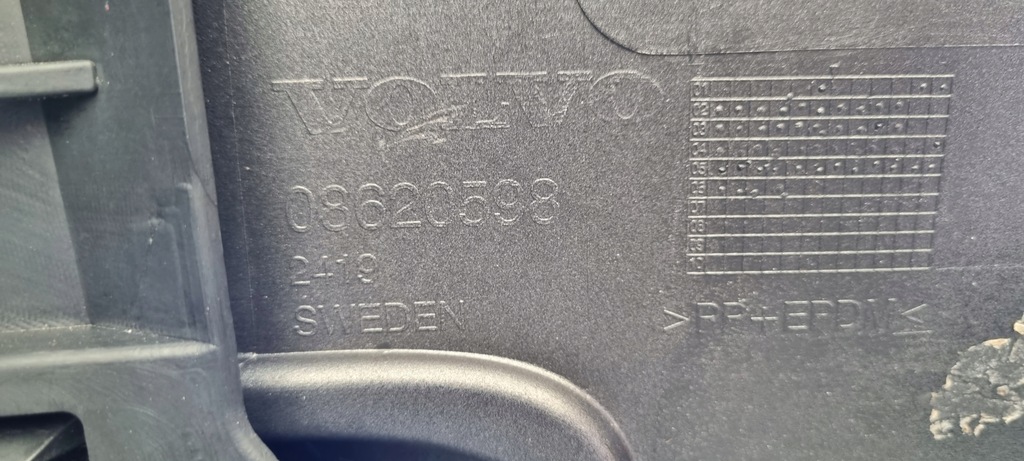 VOLVO
08620598
2419
SWEDEN
>PP+EPDM<